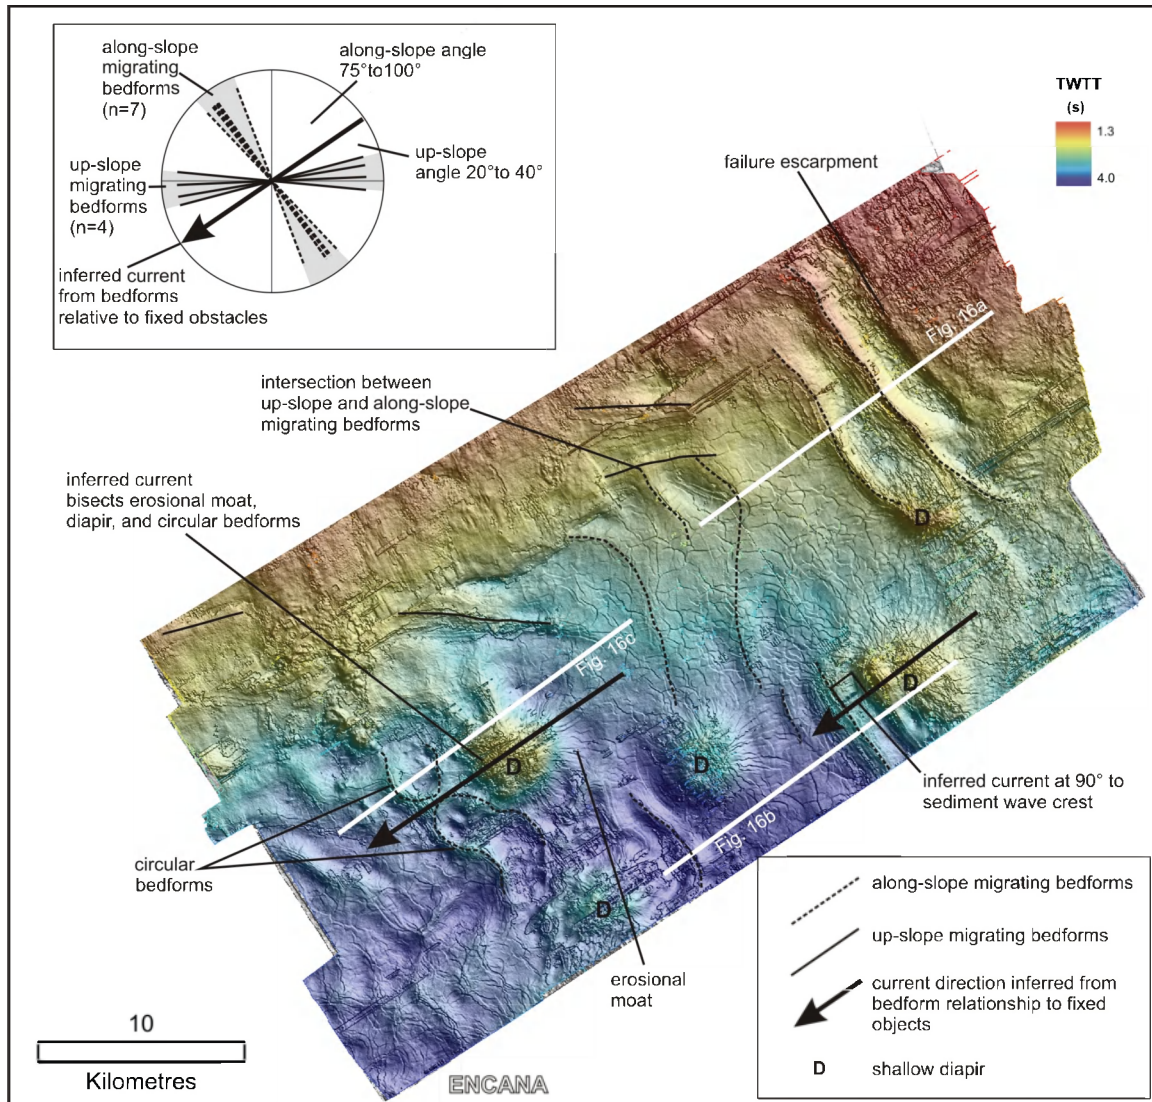 along-slope
migrating
bedforms
(n=7)
along-slope angle
75°to100°
up-slope
migrating
bedforms
(n=4)
up-slope
angle 20°to 40°
inferred current
from bedforms
relative to fixed obstacles
TWTT
(s)
1.3
4.0
failure escarpment
Fig. 16a
intersection between
up-slope and along-slope
migrating bedforms
inferred current
bisects erosional moat,
diapir, and circular bedforms
D
Fig. 16c
D
D
D
inferred current at 90° to
sediment wave crest
Fig. 16b
circular
bedforms
D
erosional
moat
along-slope migrating bedforms
up-slope migrating bedforms
current direction inferred from
bedform relationship to fixed
objects
D shallow diapir
10
Kilometres
ENCANA